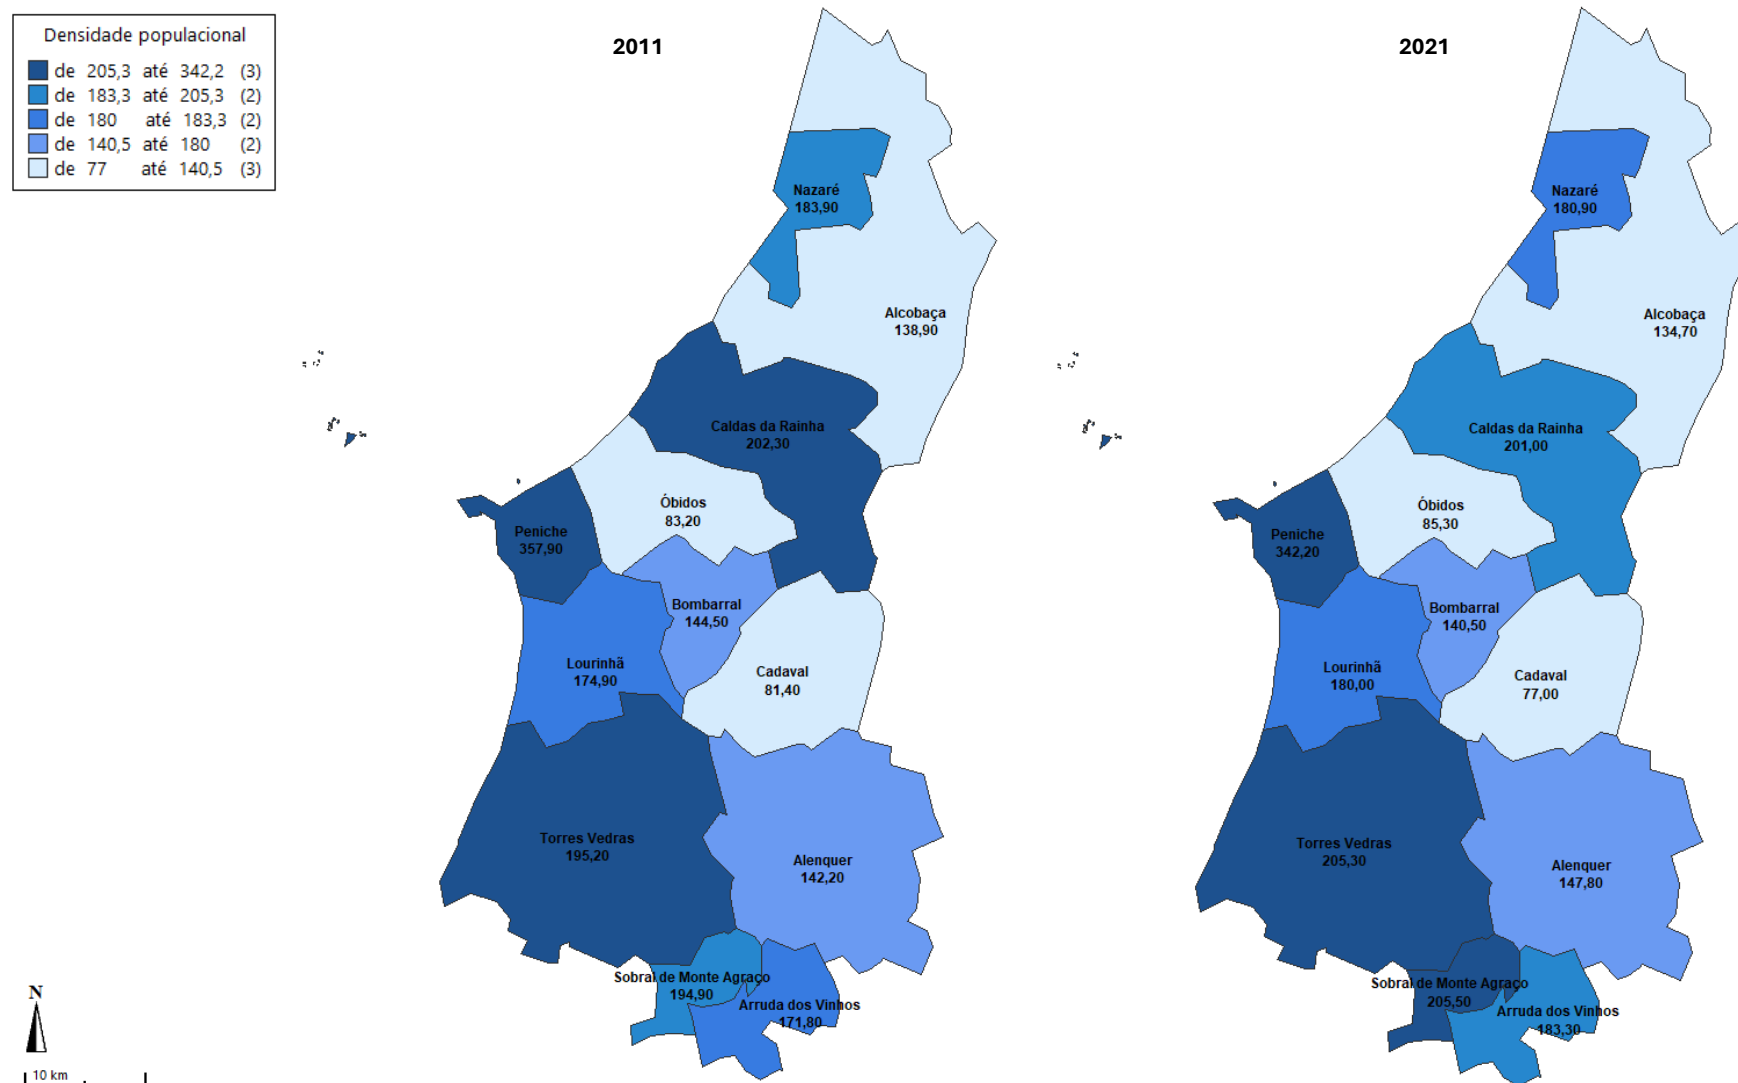 Densidade populacional
de 205,3 até 342,2 (3)
de 183,3 até 205,3 (2)
de 180 até 183,3 (2)
de 140,5 até 180 (2)
de 77 até 140,5 (3)
2011
Nazaré
183,90
Alcobaça
138,90
Caldas da Rainha
202,30
Óbidos
83,20
Peniche
357,90
Bombarral
144,50
Lourinhã
174,90
Cadaval
81,40
Torres Vedras
195,20
Alenquer
142,20
Sobral de Monte Agraço
194,90
Arruda dos Vinhos
171,80
2021
Nazaré
180,90
Alcobaça
134,70
Caldas da Rainha
201,00
Óbidos
85,30
Peniche
342,20
Bombarral
140,50
Lourinhã
180,00
Cadaval
77,00
Torres Vedras
205,30
Alenquer
147,80
Sobral de Monte Agraço
205,50
Arruda dos Vinhos
183,30
N
10 km